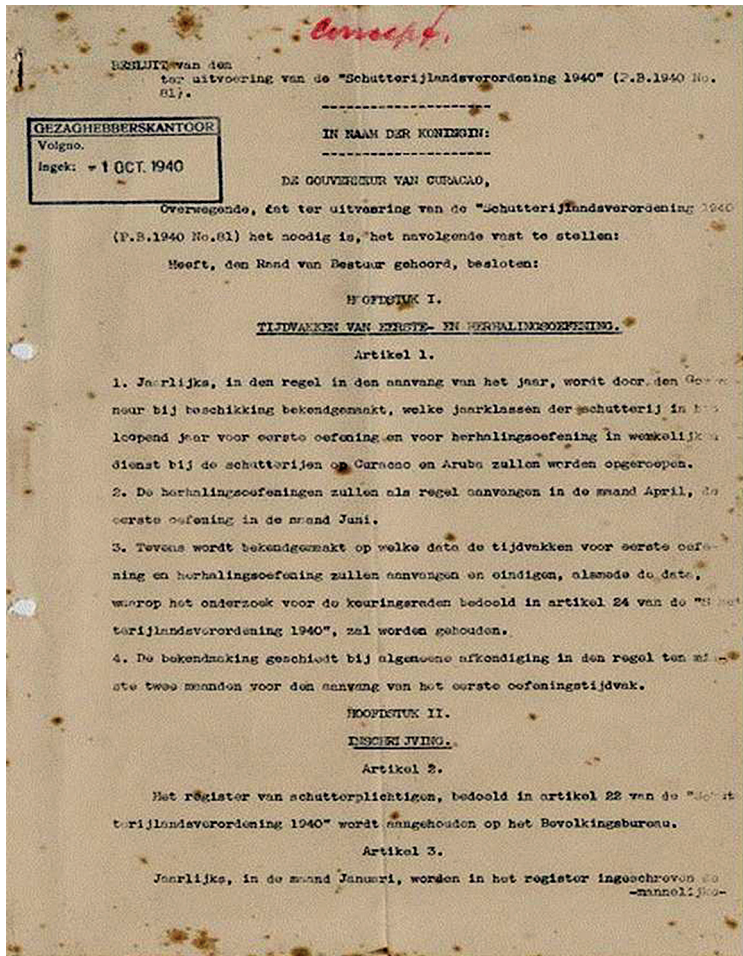 Concept.
BESLUIT van den
ter uitvoering van de "Schutterijlandsverordening 1940" (P.B.1940 No.
81).
GEZAGHEBBERSKANTOOR
Volgno.
Ingek: -1 OCT. 1940
IN NAAM DER KONINGIN:
DE GOUVERNEUR VAN CURACAO,
Overwegende, dat ter uitvoering van de "Schutterijlandsverordening 1940
(P.B.1940 No.81) het noodig is, het navolgende vast te stellen:
Heeft, den Raad van Bestuur gehoord, besloten:
HOOFDSTUK I.
TIJDVAKKEN VAN EERSTE- EN HERHALINGSOEFENING.
Artikel 1.
1. Jaarlijks, in den regel in den aanvang van het jaar, wordt door den Gouver-
neur bij beschikking bekendgemaakt, welke jaarklassen der schutterij in het
loopend jaar voor eerste oefening en voor herhalingsoefening in werkelijken
dienst bij de schutterijen op Curacao en Aruba zullen worden opgeroepen.
2. De herhalingsoefeningen zullen als regel aanvangen in de maand April, de
eerste oefening in de maand Juni.
3. Tevens wordt bekendgemaakt op welke data de tijdvakken voor eerste oefe-
ning en herhalingsoefening zullen aanvangen en eindigen, alsmede de data,
waarop het onderzoek voor de keuringsraden bedoeld in artikel 24 van de "Schut
terijlandsverordening 1940", zal worden gehouden.
4. De bekendmaking geschiedt bij algemeene afkondiging in den regel ten min-
ste twee maanden voor den aanvang van het eerste oefeningstijdvak.
HOOFDSTUK II.
INSCHRIJVING.
Artikel 2.
Het register van schutterplichtigen, bedoeld in artikel 22 van de "Schut
terijlandsverordening 1940" wordt aangehouden op het Bevolkingsbureau.
Artikel 3.
Jaarlijks, in de maand Januari, worden in het register ingeschreven de
-mannelijke-